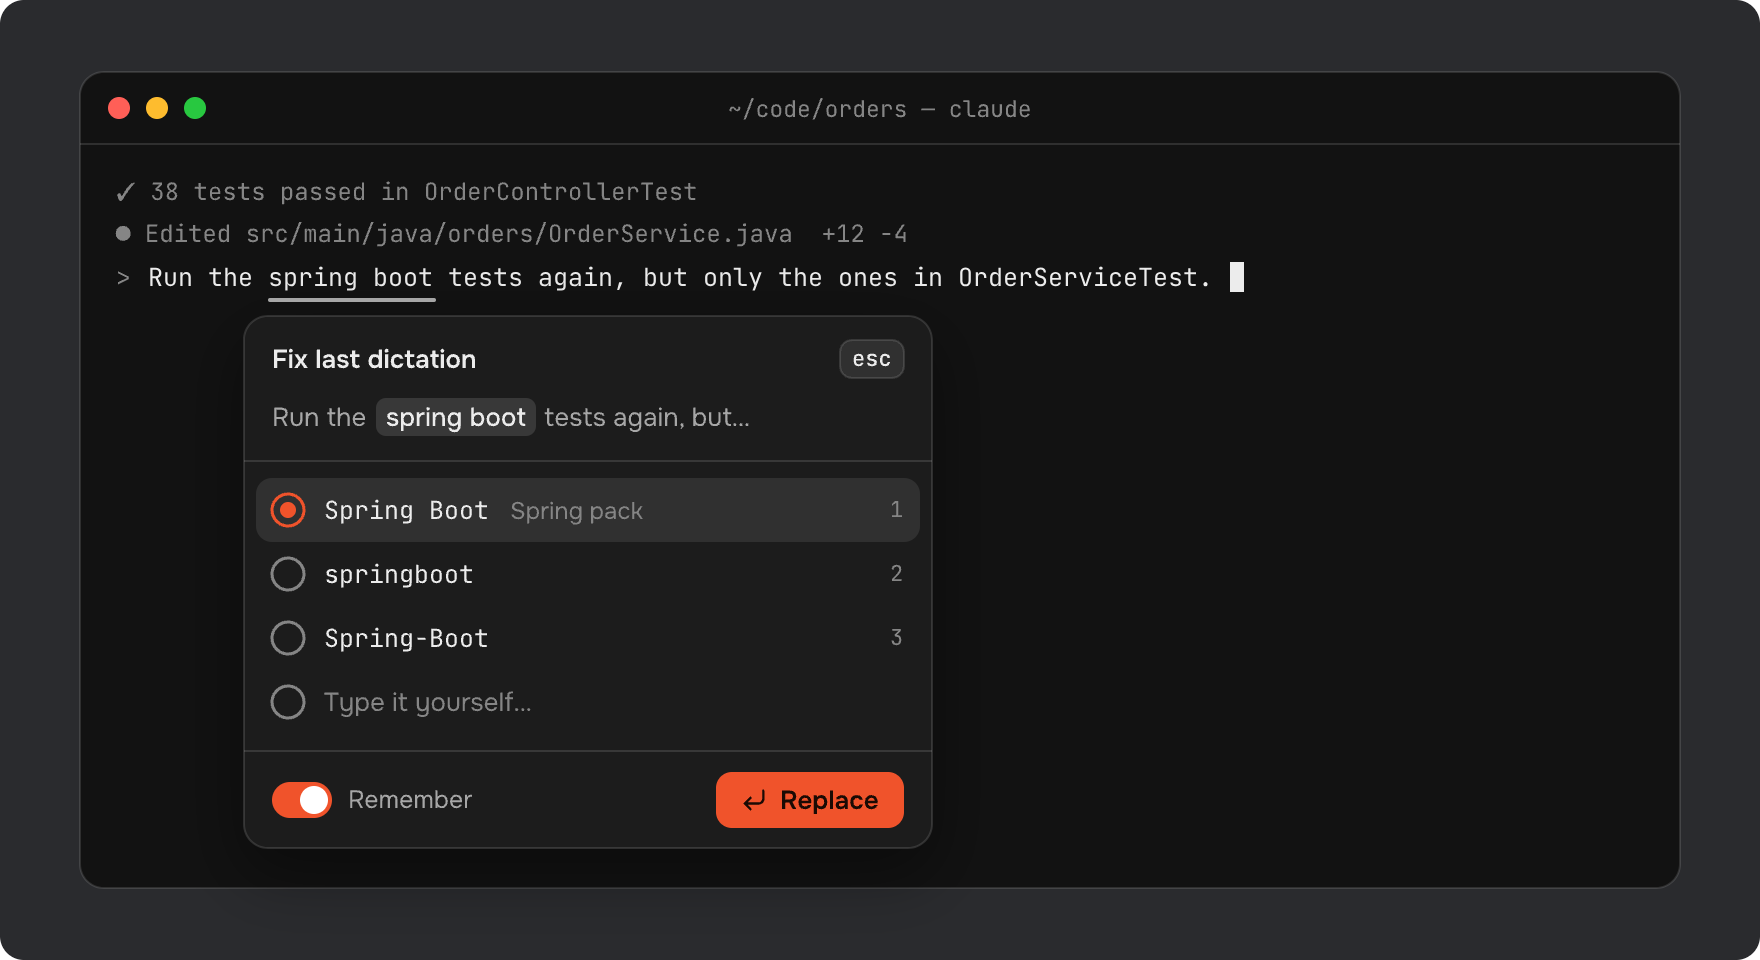 ~/code/orders — claude
✓ 38 tests passed in OrderControllerTest
● Edited src/main/java/orders/OrderService.java +12 -4
> Run the spring boot tests again, but only the ones in OrderServiceTest.
Fix last dictation esc
Run the spring boot tests again, but...
Spring Boot Spring pack 1
springboot 2
Spring-Boot 3
Type it yourself...
Remember ↵ Replace